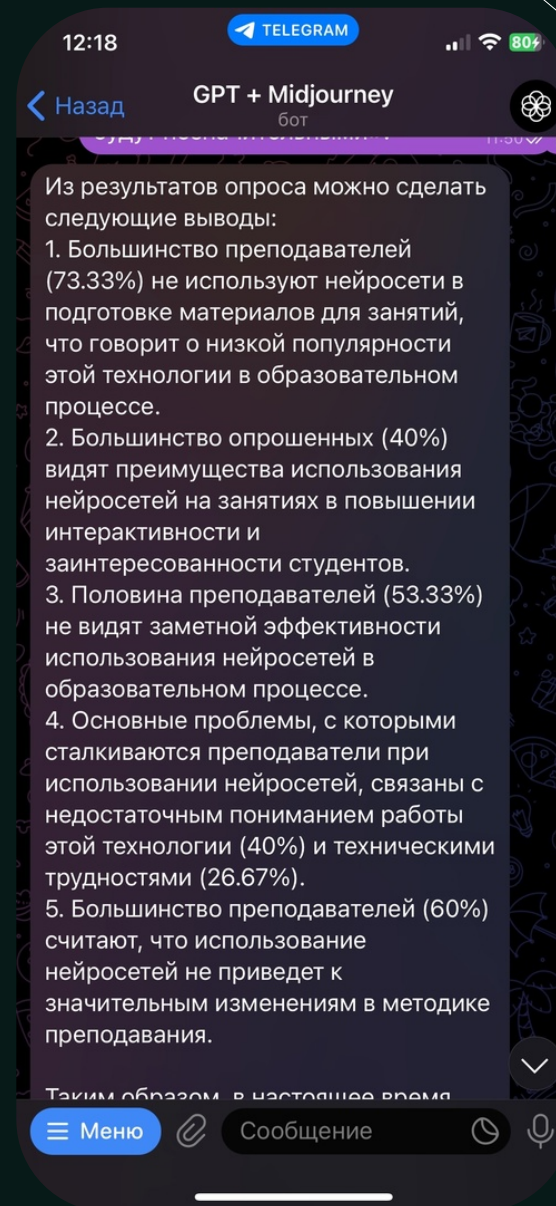 12:18
TELEGRAM
80
Назад
GPT + Midjourney
бот
11:50
Из результатов опроса можно сделать
следующие выводы:
1. Большинство преподавателей
(73.33%) не используют нейросети в
подготовке материалов для занятий,
что говорит о низкой популярности
этой технологии в образовательном
процессе.
2. Большинство опрошенных (40%)
видят преимущества использования
нейросетей на занятиях в повышении
интерактивности и
заинтересованности студентов.
3. Половина преподавателей (53.33%)
не видят заметной эффективности
использования нейросетей в
образовательном процессе.
4. Основные проблемы, с которыми
сталкиваются преподаватели при
использовании нейросетей, связаны с
недостаточным пониманием работы
этой технологии (40%) и техническими
трудностями (26.67%).
5. Большинство преподавателей (60%)
считают, что использование
нейросетей не приведет к
значительным изменениям в методике
преподавания.
Таким образом, в настоящее время
Меню
Сообщение